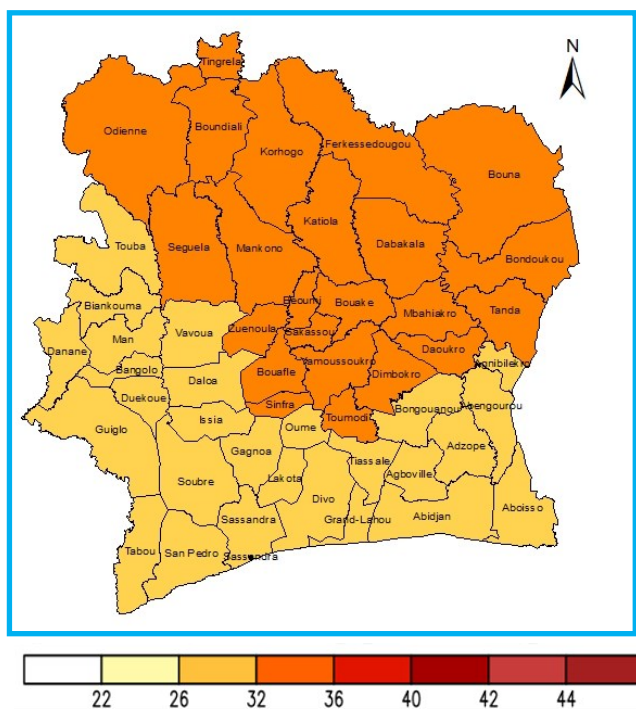 N
Tingrela
Odienne
Boundiali
Ferkessedougou
Korhogo
Bouna
Katiola
Touba
Seguela
Mankono
Dabakala
Bondoukou
Biankouma
Beoumi
Bouake
Mbahiakro
Tanda
Vavoua
Cuenoula
Sakassou
Man
Danane
Daoukro
Agnibilekro
Bangolo
Daloa
Bouafle
Yamoussoukro
Dimbokro
Duekoue
Sinfra
Bongouanou
Abengourou
Guiglo
Issia
Oume
Toumodi
Gagnoa
Adzope
Tiassale
Soubre
Lakota
Agboville
Divo
Aboisso
Sassandra
Grand-Lahou
Abidjan
Tabou
San Pedro
Sassandra
22 26 32 36 40 42 44